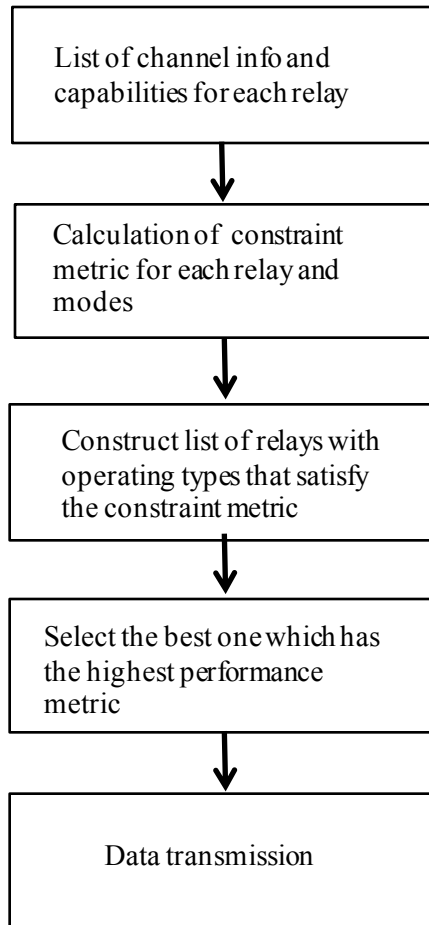 List of channel info and
capabilities for each relay
Calculation of constraint
metric for each relay and
modes
Construct list of relays with
operating types that satisfy
the constraint metric
Select the best one which has
the highest performance
metric
Data transmission